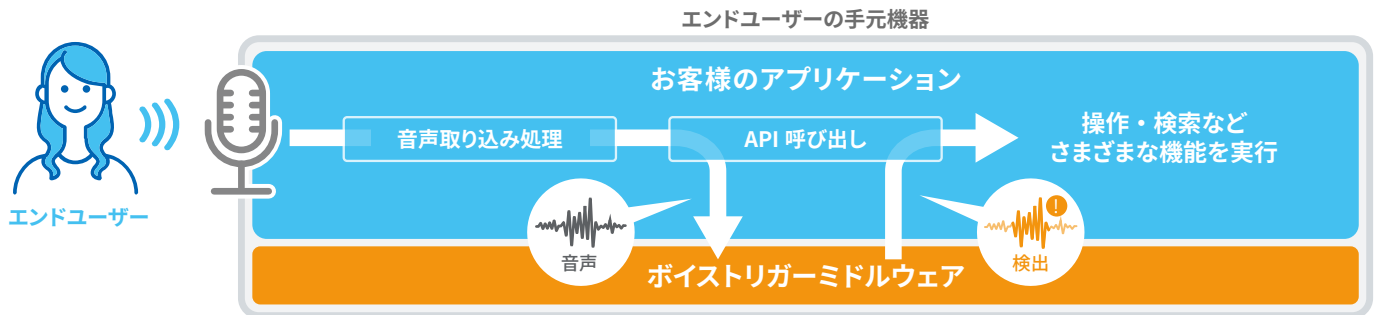 エンドユーザーの手元機器
お客様のアプリケーション
音声取り込み処理
API 呼び出し
操作・検索など
さまざまな機能を実行
エンドユーザー
音声
検出
ボイストリガーミドルウェア